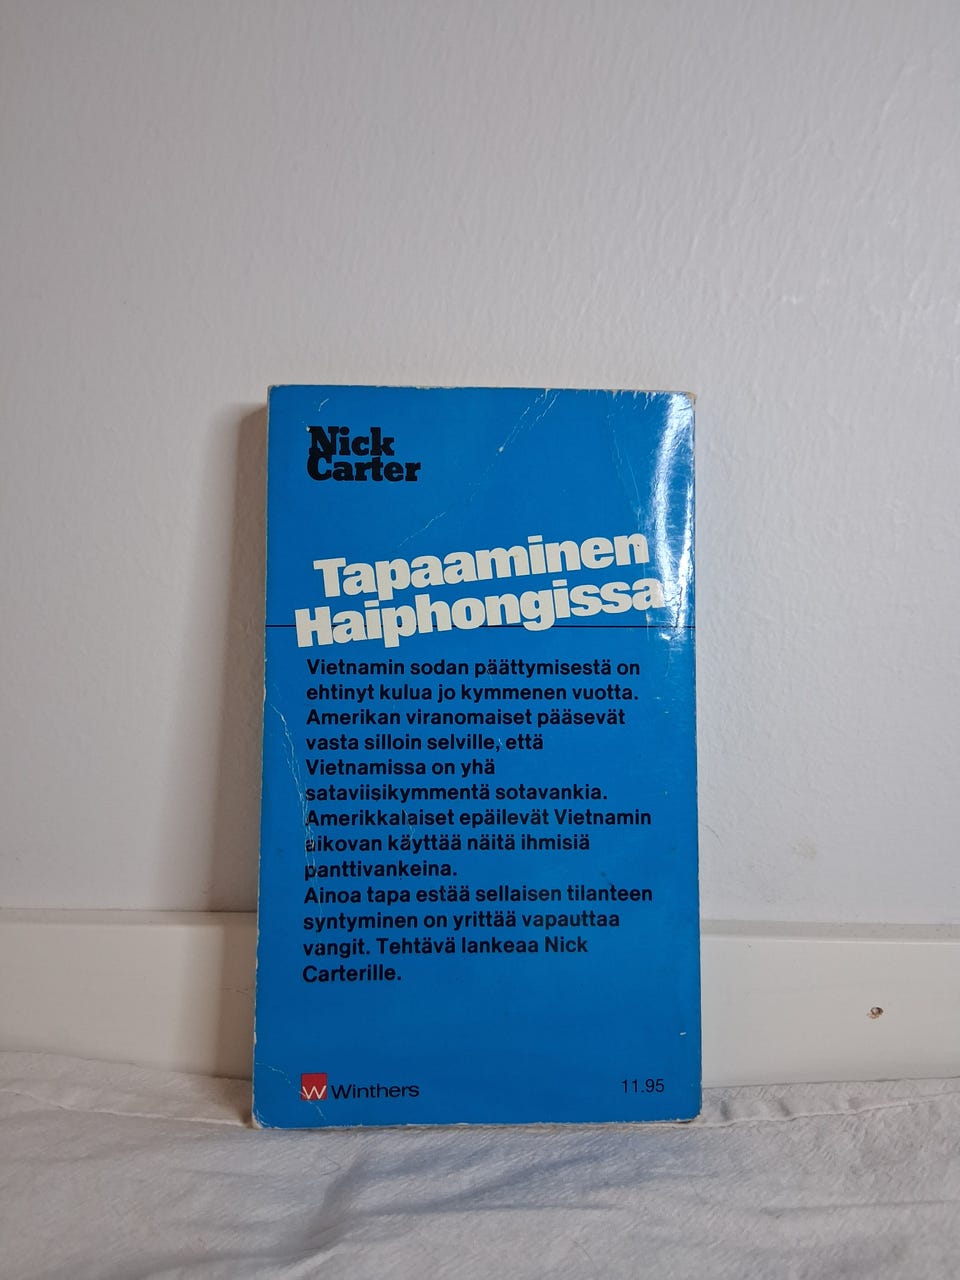 Nick
Carter
Tapaaminen
Haiphongissa
Vietnamin sodan päättymisestä on
ehtinyt kulua jo kymmenen vuotta.
Amerikan viranomaiset pääsevät
vasta silloin selville, että
Vietnamissa on yhä
sataviisikymmentä sotavankia.
Amerikkalaiset epäilevät Vietnamin
aikovan käyttää näitä ihmisiä
panttivankeina.
Ainoa tapa estää sellaisen tilanteen
syntyminen on yrittää vapauttaa
vangit. Tehtävä lankeaa Nick
Carterille.
W Winthers
11.95